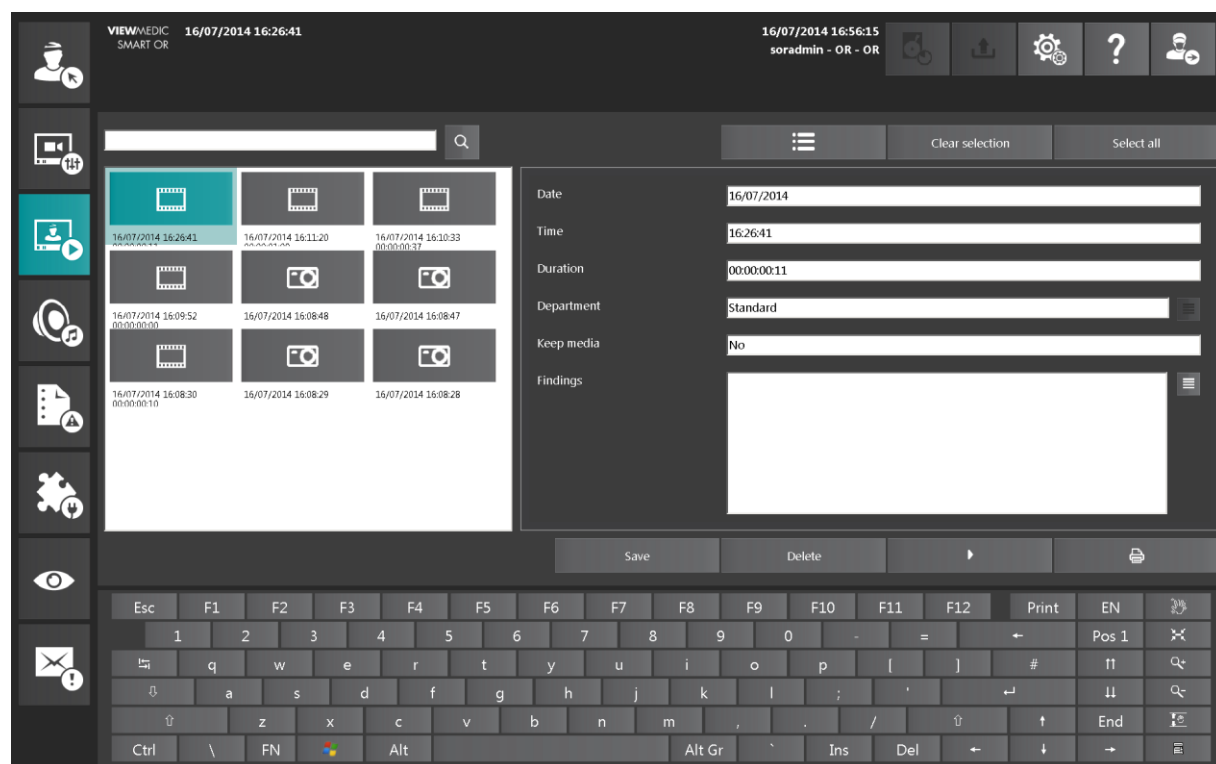 VIEWMEDIC 16/07/2014 16:26:41
SMART OR
16/07/2014 16:56:15
soradmin - OR - OR
?
Clear selection
Select all
16/07/2014 16:26:41
16/07/2014 16:11:20
16/07/2014 16:10:33
00:00:00:37
16/07/2014 16:09:52
00:00:00:00
16/07/2014 16:08:48
16/07/2014 16:08:47
16/07/2014 16:08:30
00:00:00:10
16/07/2014 16:08:29
16/07/2014 16:08:28
Date 16/07/2014
Time 16:26:41
Duration 00:00:00:11
Department Standard
Keep media No
Findings
Save Delete
Esc F1 F2 F3 F4 F5 F6 F7 F8 F9 F10 F11 F12 Print EN
1 2 3 4 5 6 7 8 9 0 - = ← Pos 1
q w e r t y u i o p [ ] #
a s d f g h j k l ; '
z x c v b n m , . / End
Ctrl \ FN Alt Alt Gr ` Ins Del